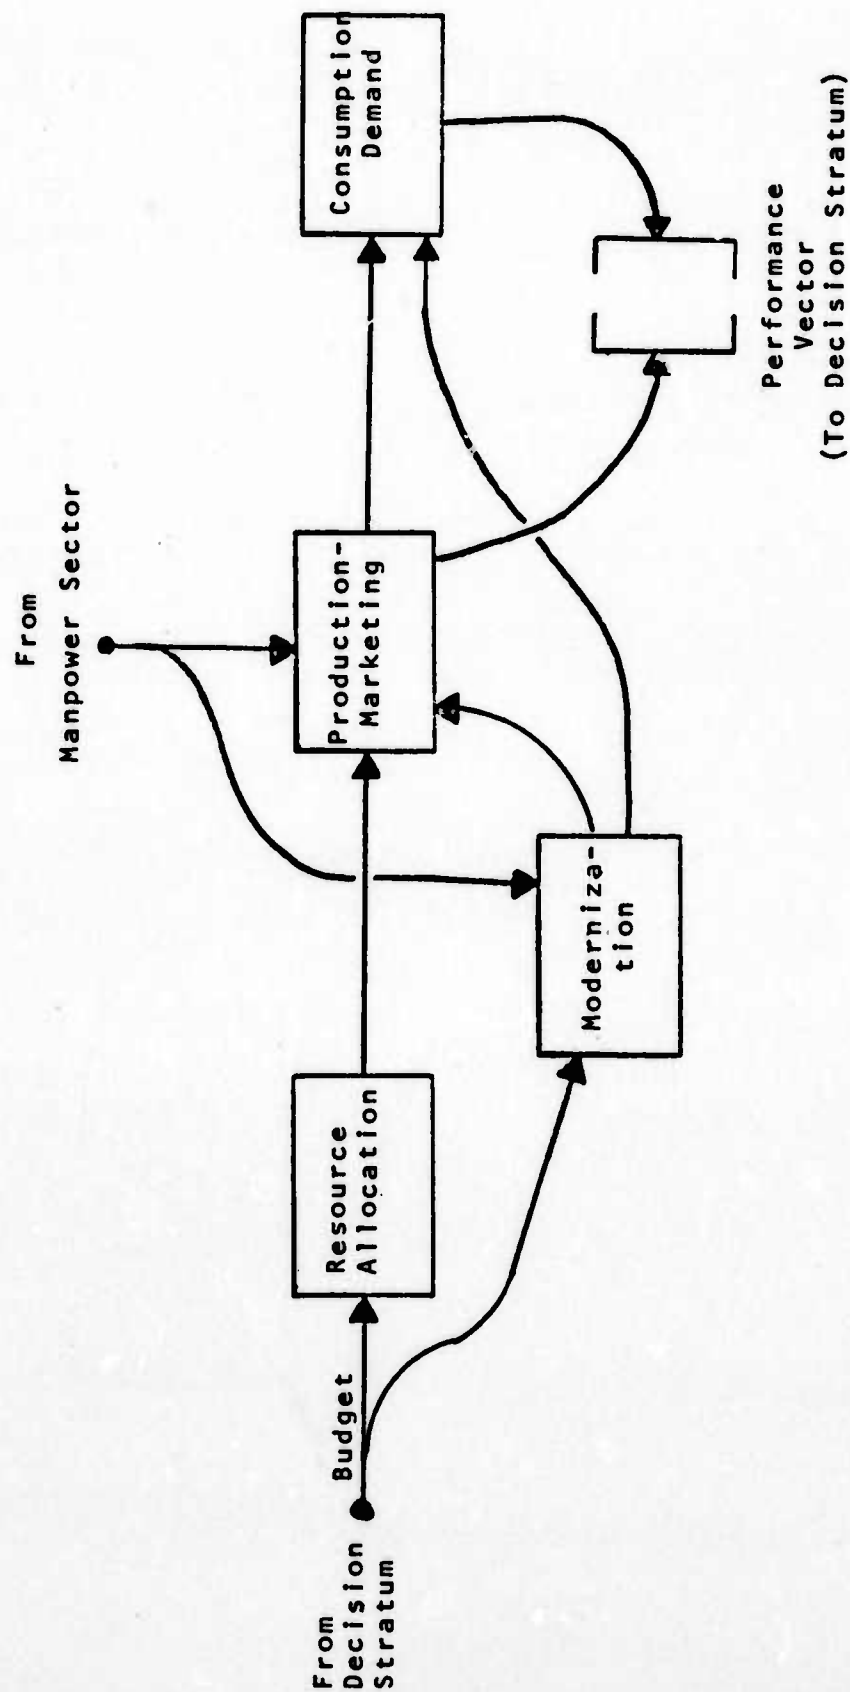 From
Manpower Sector
From
Decision
Stratum
Budget
Resource
Allocation
Production-
Marketing
Consumption
Demand
Moderniza-
tion
Performance
Vector
(To Decision Stratum)